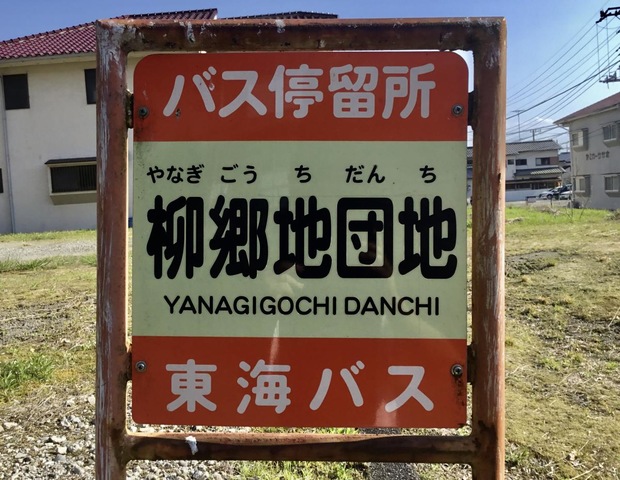 バス停留所
やなぎ ごう ち だん ち
柳郷地団地
YANAGIGOCHI DANCHI
東海バス